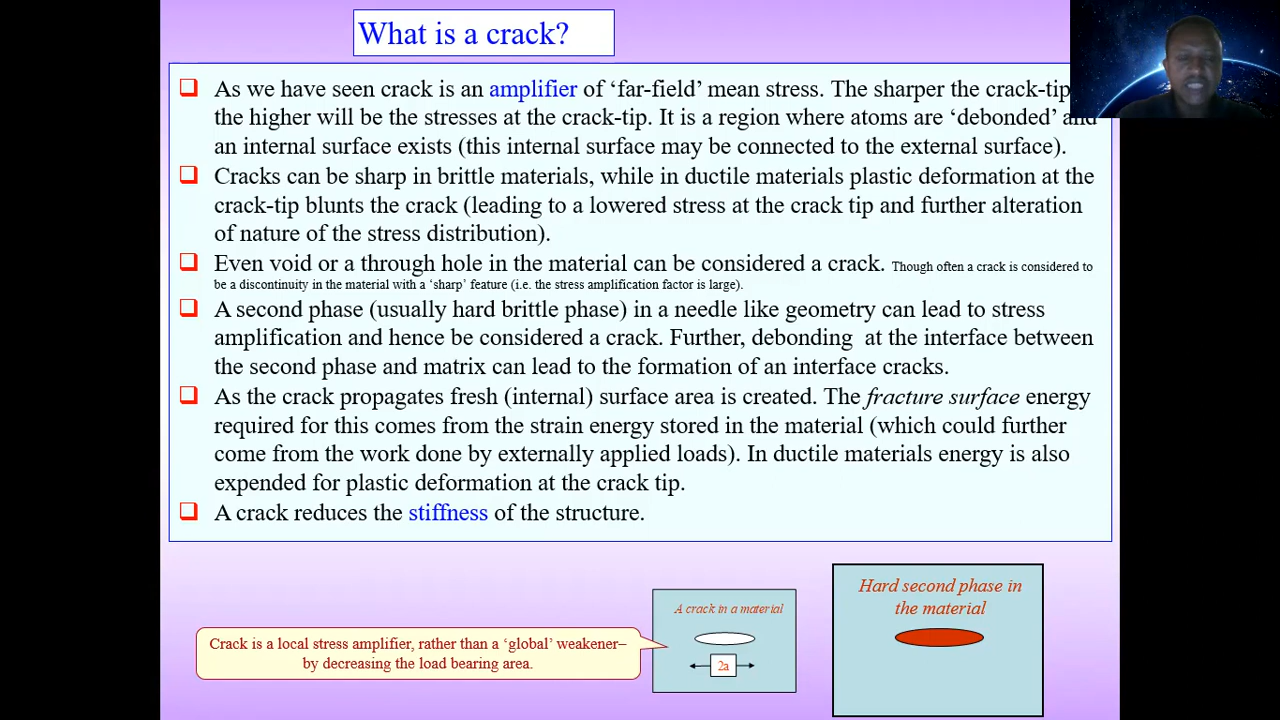 What is a crack?
As we have seen crack is an amplifier of ‘far-field’ mean stress. The sharper the crack-tip
the higher will be the stresses at the crack-tip. It is a region where atoms are ‘debonded’ and
an internal surface exists (this internal surface may be connected to the external surface).
Cracks can be sharp in brittle materials, while in ductile materials plastic deformation at the
crack-tip blunts the crack (leading to a lowered stress at the crack tip and further alteration
of nature of the stress distribution).
Even void or a through hole in the material can be considered a crack. Though often a crack is considered to
be a discontinuity in the material with a ‘sharp’ feature (i.e. the stress amplification factor is large).
A second phase (usually hard brittle phase) in a needle like geometry can lead to stress
amplification and hence be considered a crack. Further, debonding at the interface between
the second phase and matrix can lead to the formation of an interface cracks.
As the crack propagates fresh (internal) surface area is created. The fracture surface energy
required for this comes from the strain energy stored in the material (which could further
come from the work done by externally applied loads). In ductile materials energy is also
expended for plastic deformation at the crack tip.
A crack reduces the stiffness of the structure.
Crack is a local stress amplifier, rather than a ‘global’ weakener–
by decreasing the load bearing area.
A crack in a material
2a
Hard second phase in
the material